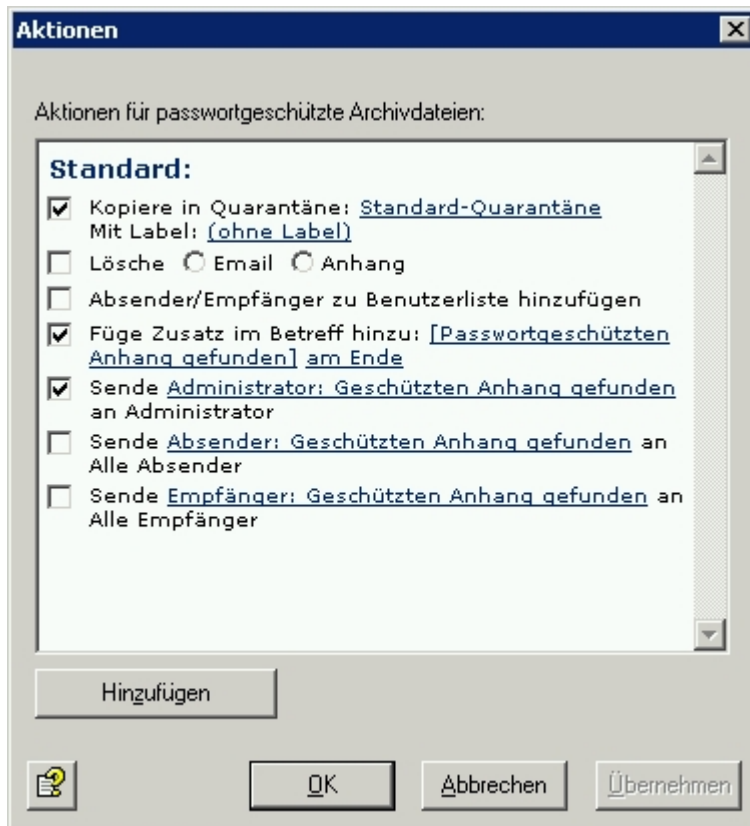 Aktionen
Aktionen für passwortgeschützte Archivdateien:
Standard:
Kopiere in Quarantäne: Standard-Quarantäne
Mit Label: (ohne Label)
Lösche Email Anhang
Absender/Empfänger zu Benutzerliste hinzufügen
Füge Zusatz im Betreff hinzu: [Passwortgeschützten
Anhang gefunden] am Ende
Sende Administrator: Geschützten Anhang gefunden
an Administrator
Sende Absender: Geschützten Anhang gefunden an
Alle Absender
Sende Empfänger: Geschützten Anhang gefunden an
Alle Empfänger
Hinzufügen
OK Abbrechen Übernehmen